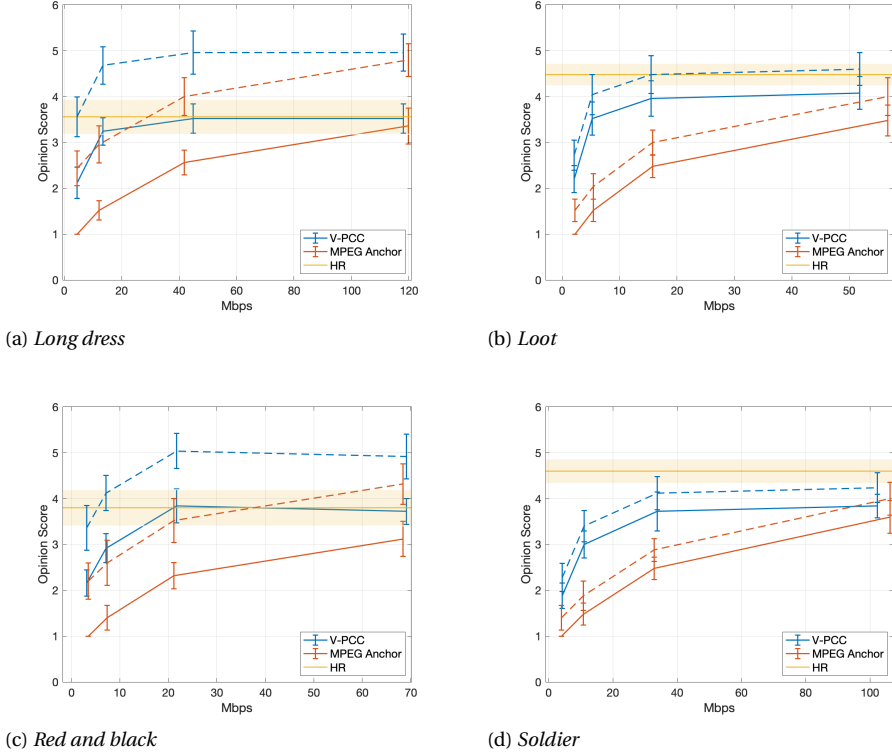 6
5
4
3
2
1
0
Opinion Score
0 20 40 60 80 100 120
Mbps
V-PCC
MPEG Anchor
HR
(a) Long dress
6
5
4
3
2
1
0
Opinion Score
0 10 20 30 40 50
Mbps
V-PCC
MPEG Anchor
HR
(b) Loot
6
5
4
3
2
1
0
Opinion Score
0 10 20 30 40 50 60 70
Mbps
V-PCC
MPEG Anchor
HR
(c) Red and black
6
5
4
3
2
1
0
Opinion Score
0 20 40 60 80 100
Mbps
V-PCC
MPEG Anchor
HR
(d) Soldier